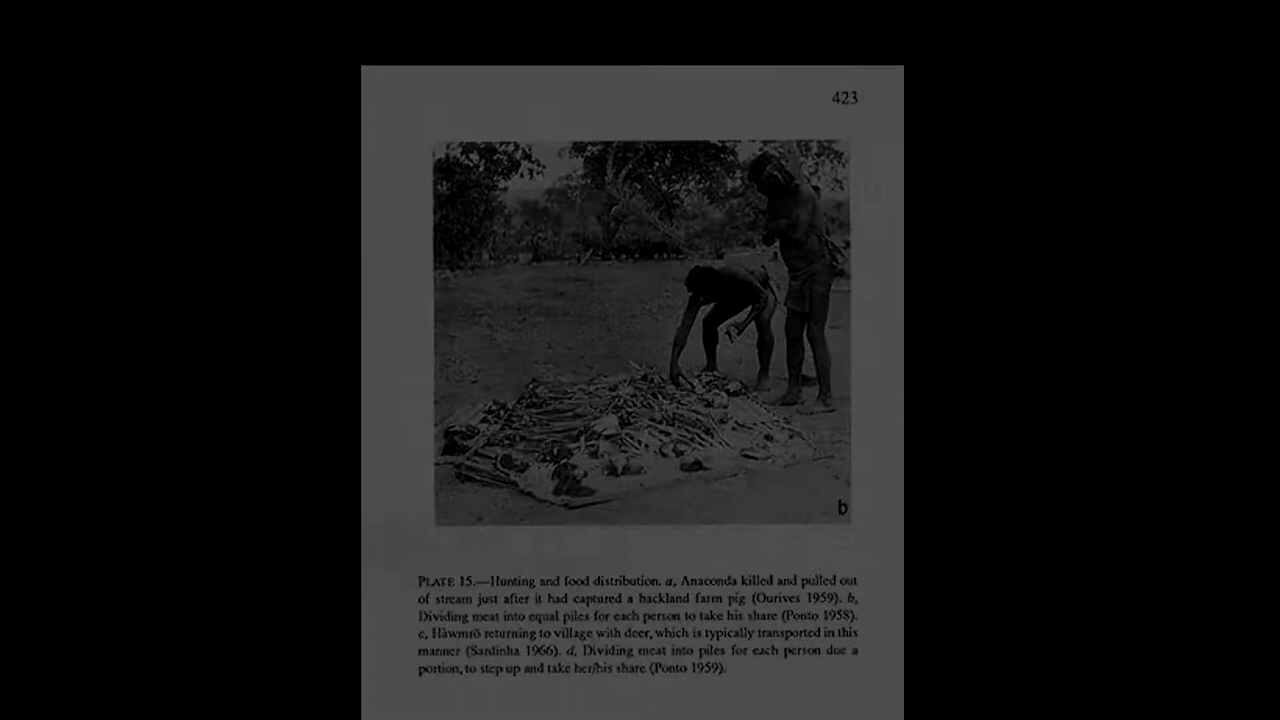 423
b
PLATE 15.—Hunting and food distribution. a, Anaconda killed and pulled out
of stream just after it had captured a backland farm pig (Ourives 1959). b,
Dividing meat into equal piles for each person to take his share (Ponto 1958).
c, Hàwmrõ returning to village with deer, which is typically transported in this
manner (Sardinha 1966). d, Dividing meat into piles for each person due a
portion, to step up and take her/his share (Ponto 1959).